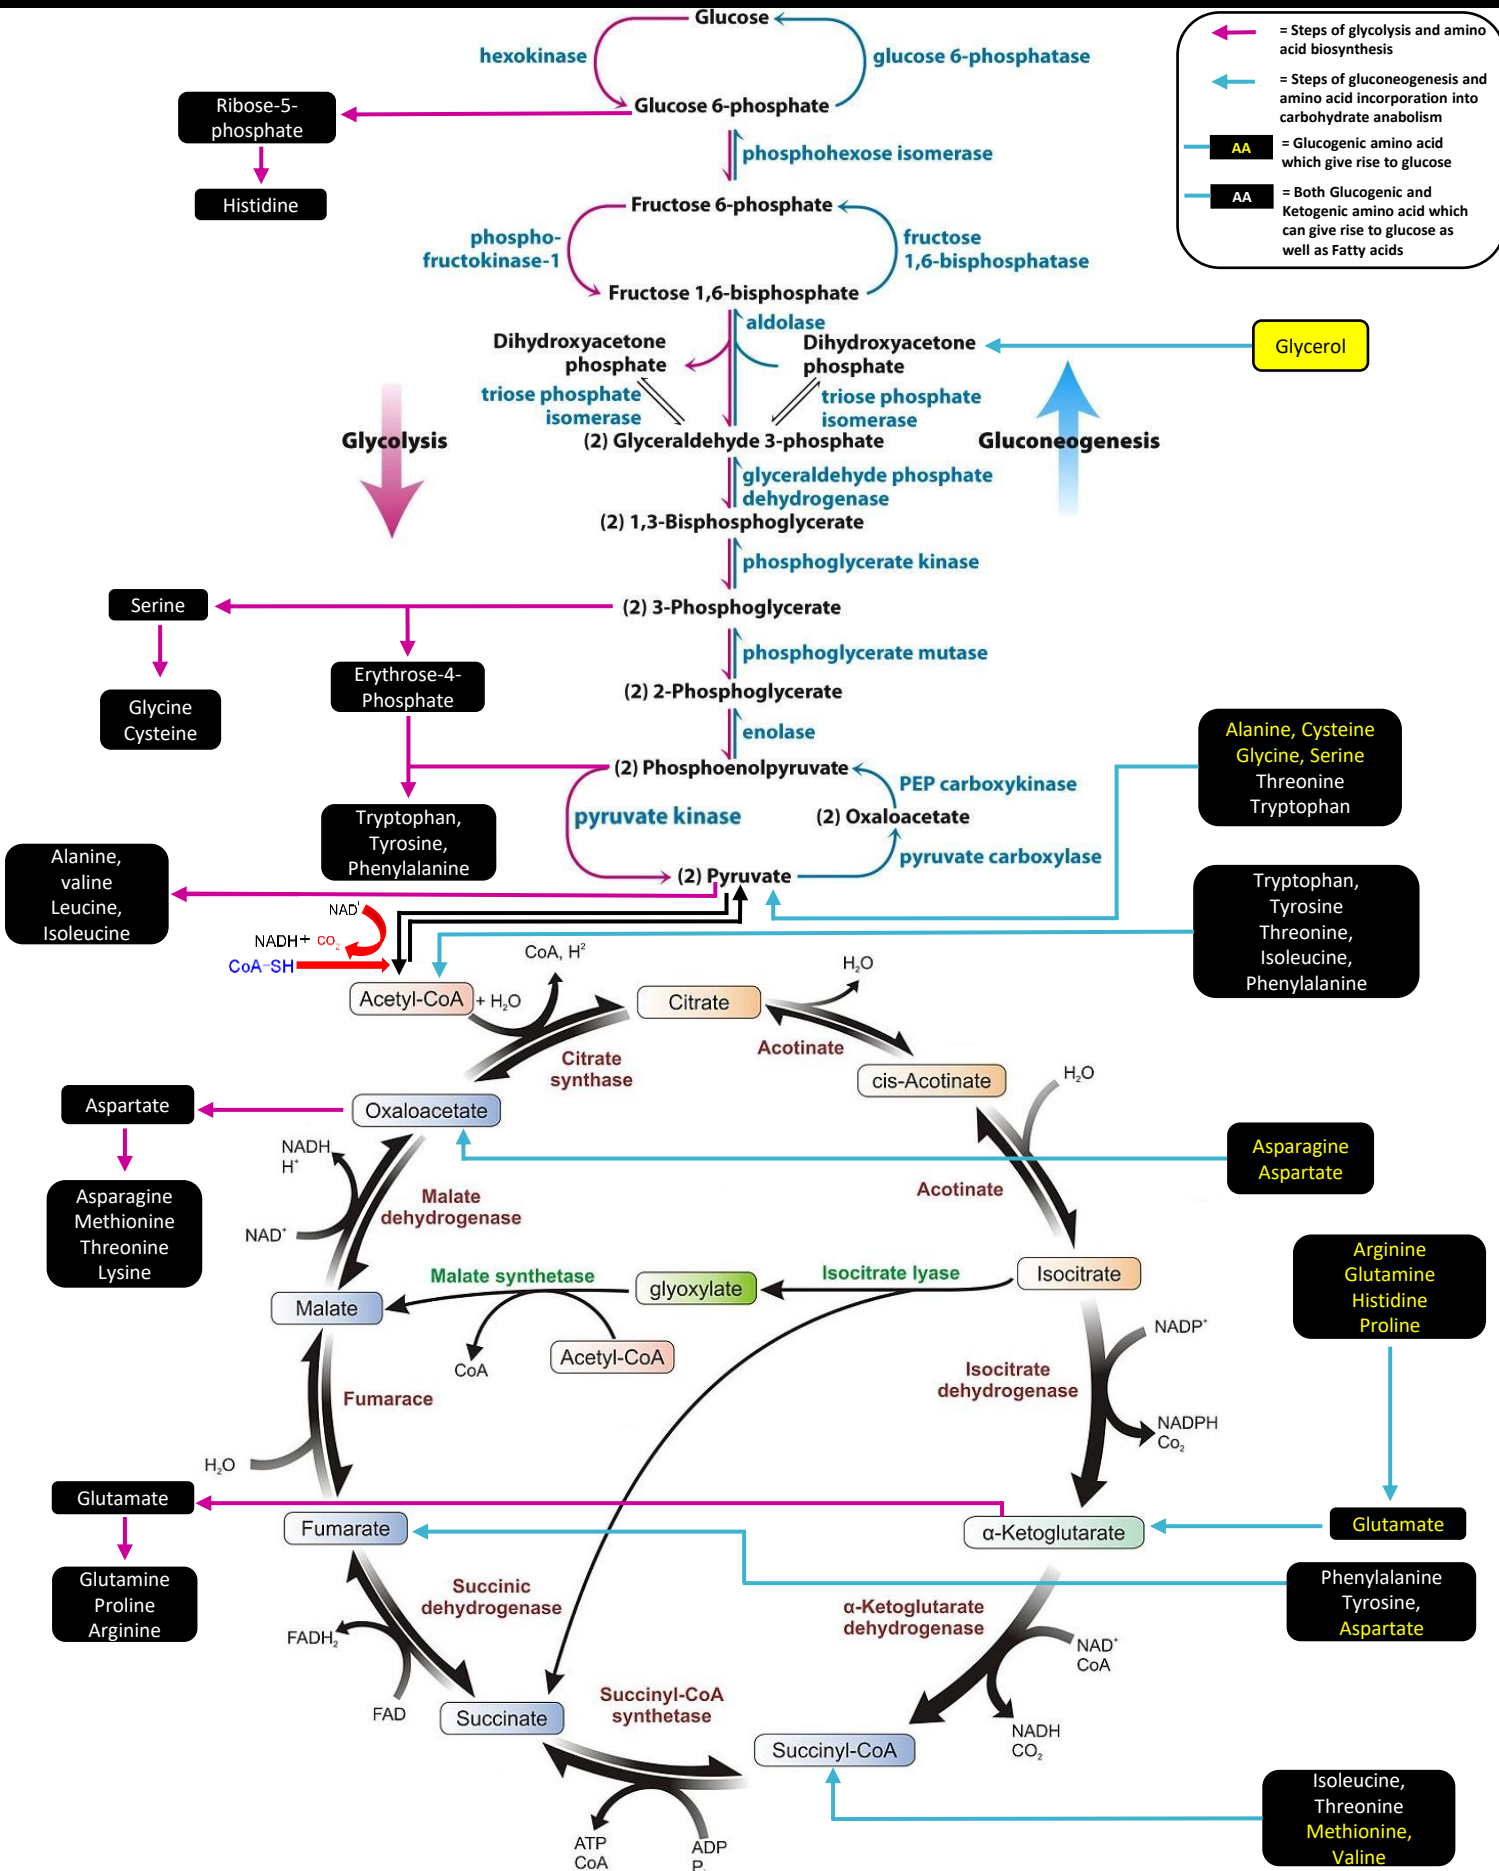 Glucose
hexokinase
glucose 6-phosphatase
Glucose 6-phosphate
Ribose-5-
phosphate
Histidine
phosphohexose isomerase
Fructose 6-phosphate
phospho-
fructokinase-1
fructose
1,6-bisphosphatase
Fructose 1,6-bisphosphate
aldolase
Dihydroxyacetone
phosphate
Dihydroxyacetone
phosphate
Glycerol
triose phosphate
isomerase
triose phosphate
isomerase
Glycolysis
(2) Glyceraldehyde 3-phosphate
Gluconeogenesis
glyceraldehyde phosphate
dehydrogenase
(2) 1,3-Bisphosphoglycerate
phosphoglycerate kinase
(2) 3-Phosphoglycerate
Serine
Glycine
Cysteine
Erythrose-4-
Phosphate
phosphoglycerate mutase
(2) 2-Phosphoglycerate
enolase
(2) Phosphoenolpyruvate
PEP carboxykinase
pyruvate kinase
(2) Oxaloacetate
pyruvate carboxylase
(2) Pyruvate
Tryptophan,
Tyrosine,
Phenylalanine
Alanine,
valine
Leucine,
Isoleucine
= Steps of glycolysis and amino
acid biosynthesis
= Steps of gluconeogenesis and
amino acid incorporation into
carbohydrate anabolism
AA
= Glucogenic amino acid
which give rise to glucose
AA
= Both Glucogenic and
Ketogenic amino acid which
can give rise to glucose as
well as Fatty acids
Alanine, Cysteine
Glycine, Serine
Threonine
Tryptophan
Tryptophan,
Tyrosine
Threonine,
Isoleucine,
Phenylalanine
NADH+ CO₂
CoA-SH
Acetyl-CoA
+ H₂O
CoA, H²
Citrate
H₂O
Citrate
synthase
Acotinate
cis-Acotinate
H₂O
Aspartate
Oxaloacetate
Asparagine
Methionine
Threonine
Lysine
NADH
H⁺
NAD⁺
Malate
dehydrogenase
Acotinate
Asparagine
Aspartate
Malate
Malate synthetase
glyoxylate
Isocitrate lyase
Isocitrate
CoA
Acetyl-CoA
NADP⁺
Isocitrate
dehydrogenase
NADPH
Co₂
Arginine
Glutamine
Histidine
Proline
Fumarace
H₂O
Glutamate
Glutamine
Proline
Arginine
Fumarate
α-Ketoglutarate
Glutamate
Phenylalanine
Tyrosine,
Aspartate
Succinic
dehydrogenase
FADH₂
FAD
α-Ketoglutarate
dehydrogenase
NAD⁺
CoA
NADH
CO₂
Succinate
Succinyl-CoA
synthetase
Succinyl-CoA
ATP
CoA
ADP
Isoleucine,
Threonine
Methionine,
Valine